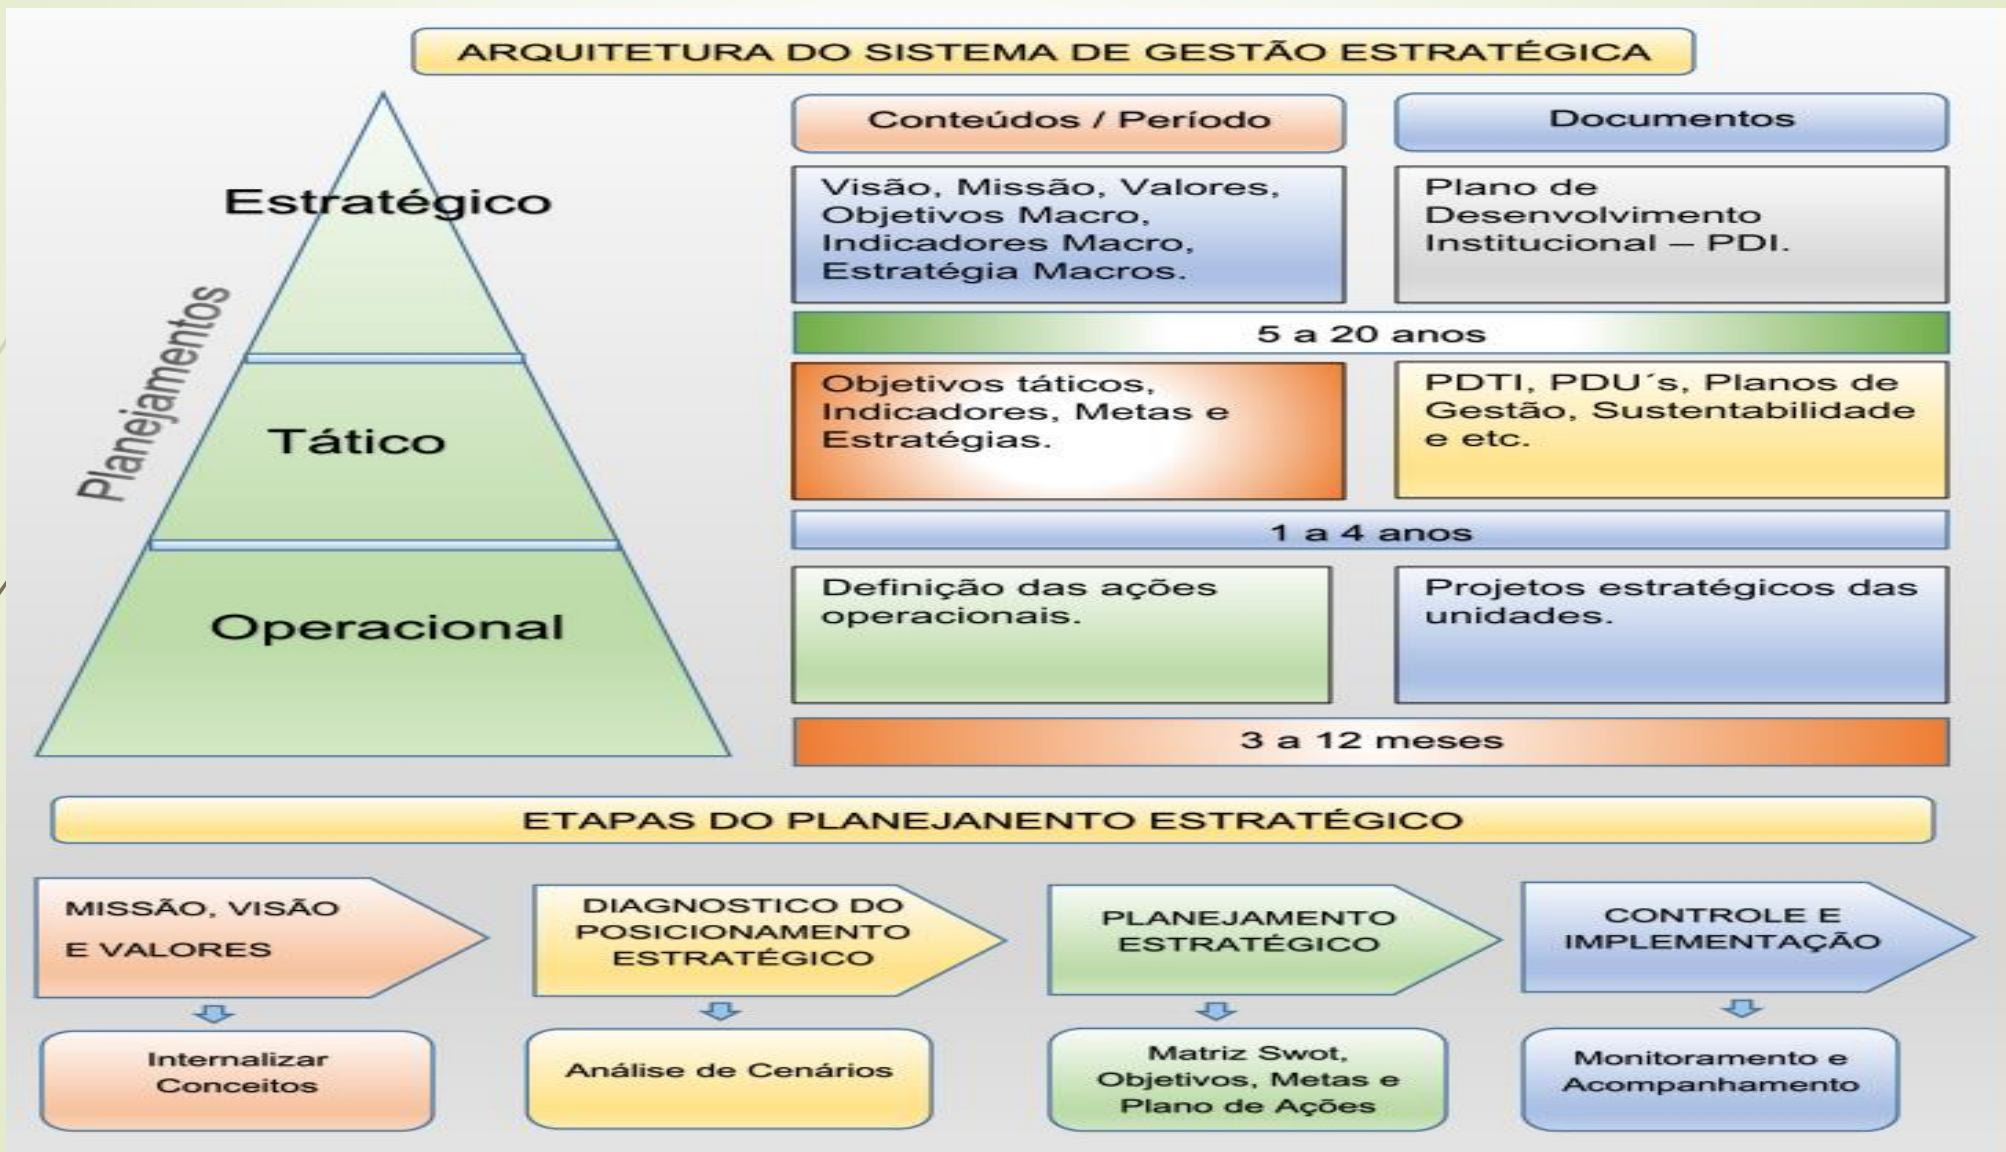 ARQUITETURA DO SISTEMA DE GESTÃO ESTRATÉGICA
Planejamentos
Estratégico
Tático
Operacional
Conteúdos / Período
Documentos
Visão, Missão, Valores,
Objetivos Macro,
Indicadores Macro,
Estratégia Macros.
Plano de
Desenvolvimento
Institucional – PDI.
5 a 20 anos
Objetivos táticos,
Indicadores, Metas e
Estratégias.
PDTI, PDU´s, Planos de
Gestão, Sustentabilidade
e etc.
1 a 4 anos
Definição das ações
operacionais.
Projetos estratégicos das
unidades.
3 a 12 meses
ETAPAS DO PLANEJANENTO ESTRATÉGICO
MISSÃO, VISÃO
E VALORES
Internalizar
Conceitos
DIAGNOSTICO DO
POSICIONAMENTO
ESTRATÉGICO
Análise de Cenários
PLANEJAMENTO
ESTRATÉGICO
Matriz Swot,
Objetivos, Metas e
Plano de Ações
CONTROLE E
IMPLEMENTAÇÃO
Monitoramento e
Acompanhamento